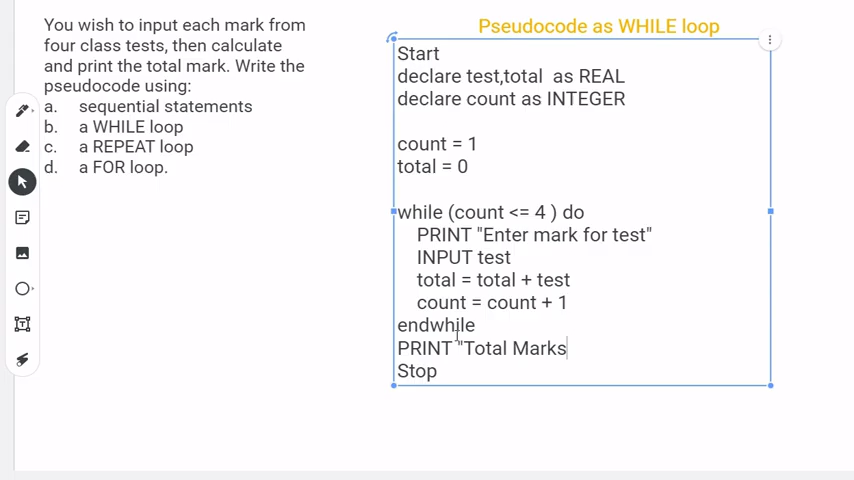 You wish to input each mark from
four class tests, then calculate
and print the total mark. Write the
pseudocode using:
a. sequential statements
b. a WHILE loop
c. a REPEAT loop
d. a FOR loop.
Pseudocode as WHILE loop
Start
declare test,total as REAL
declare count as INTEGER
count = 1
total = 0
while (count <= 4 ) do
PRINT "Enter mark for test"
INPUT test
total = total + test
count = count + 1
endwhile
PRINT "Total Marks
Stop